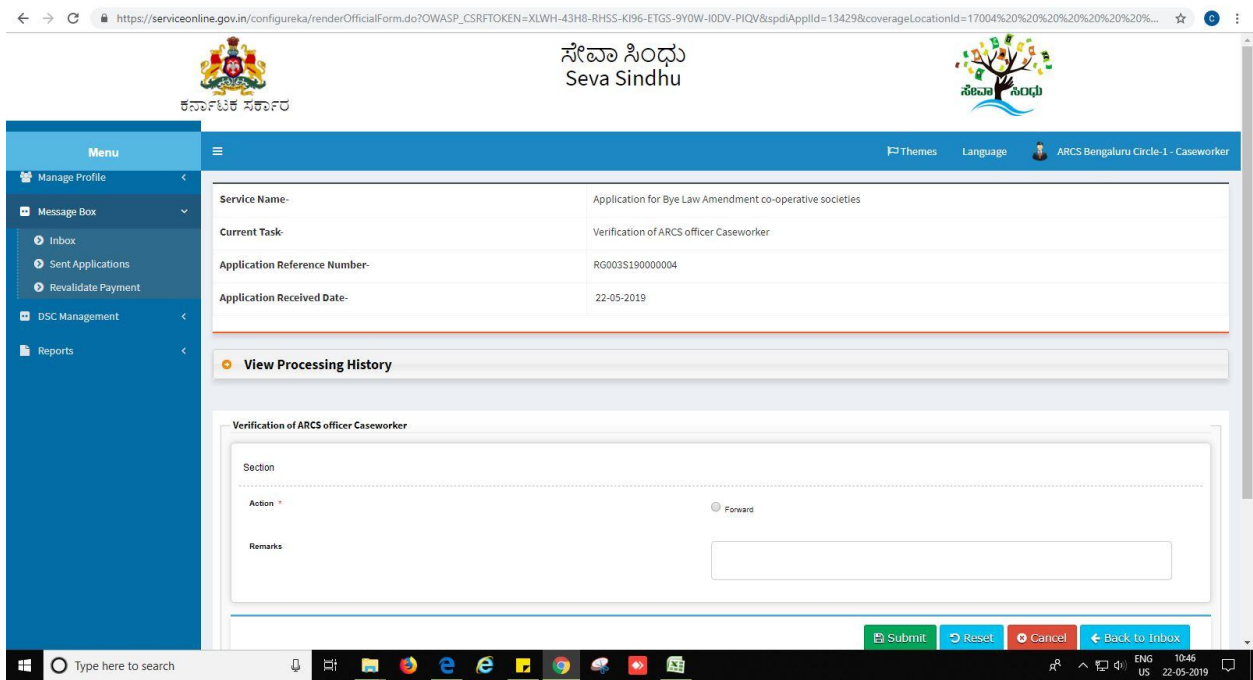 https://serviceonline.gov.in/configureka/renderOfficialForm.do?OWASP_CSRFTOKEN=XLWH-43H8-RHSS-KI96-ETGS-9Y0W-I0DV-PIQV&spdiApplId=13429&coverageLocationId=17004%20%20%20%20%20%20%20%20%... C
ಕರ್ನಾಟಕ ಸರ್ಕಾರ
ಸೇವಾ ಸಿಂಧು
Seva Sindhu
ಸೇವಾ ಸಿಂಧು
Menu
Themes Language ARCS Bengaluru Circle-1 - Caseworker
Manage Profile
Message Box
Inbox
Sent Applications
Revalidate Payment
DSC Management
Reports
Service Name- Application for Bye Law Amendment co-operative societies
Current Task- Verification of ARCS officer Caseworker
Application Reference Number- RG003S190000004
Application Received Date- 22-05-2019
View Processing History
Verification of ARCS officer Caseworker
Section
Action * Forward
Remarks
Submit Reset Cancel Back to Inbox
Type here to search
ENG 10:46
US 22-05-2019